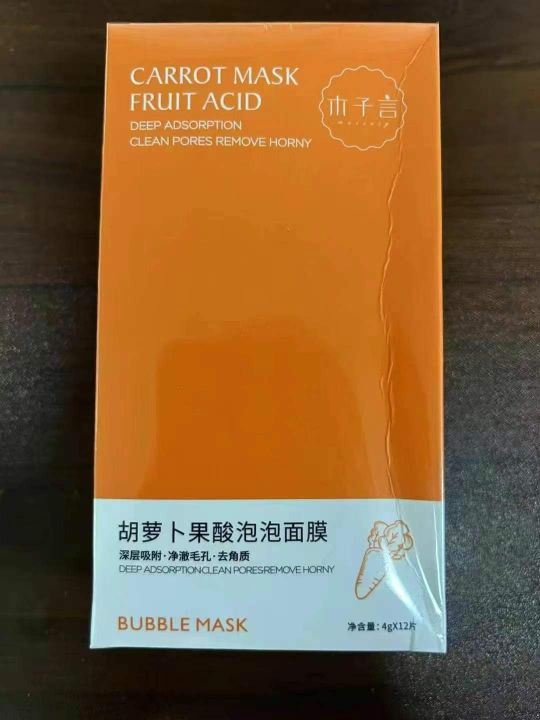 CARROT MASK
FRUIT ACID
DEEP ADSORPTION
CLEAN PORES REMOVE HORNY
木子言
胡萝卜果酸泡泡面膜
深层吸附·净澈毛孔·去角质
DEEP ADSORPTION CLEAN PORESREMOVE HORNY
BUBBLE MASK
净含量: 4gX12片